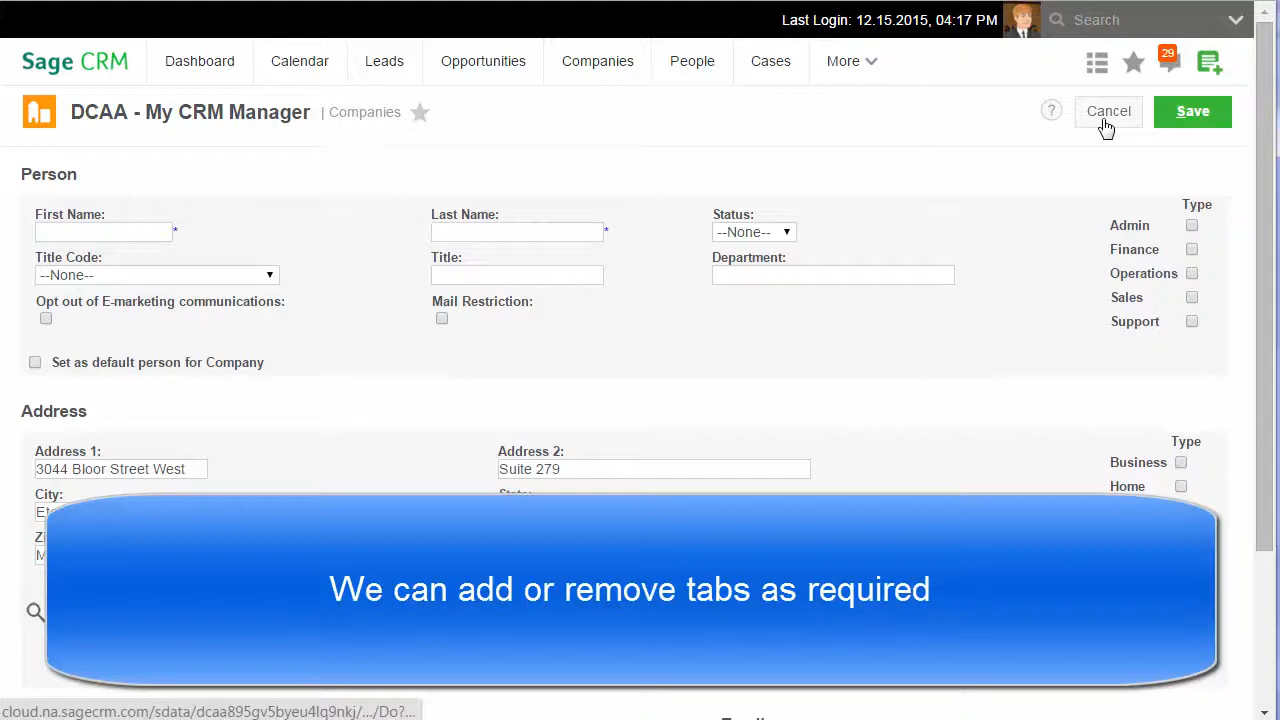 Last Login: 12.15.2015, 04:17 PM Search
Sage CRM Dashboard Calendar Leads Opportunities Companies People Cases More 29
DCAA - My CRM Manager | Companies ? Cancel Save
Person
Type
First Name: Last Name: Status: Admin
* * --None--
Title Code: Title: Department: Finance
--None-- Operations
Opt out of E-marketing communications: Mail Restriction: Sales
Support
Set as default person for Company
Address
Type
Address 1: Address 2: Business
3044 Bloor Street West Suite 279
City: Home
We can add or remove tabs as required
cloud.na.sagecrm.com/sdata/dcaa895gv5byeu4lq9nkj/.../Do?...